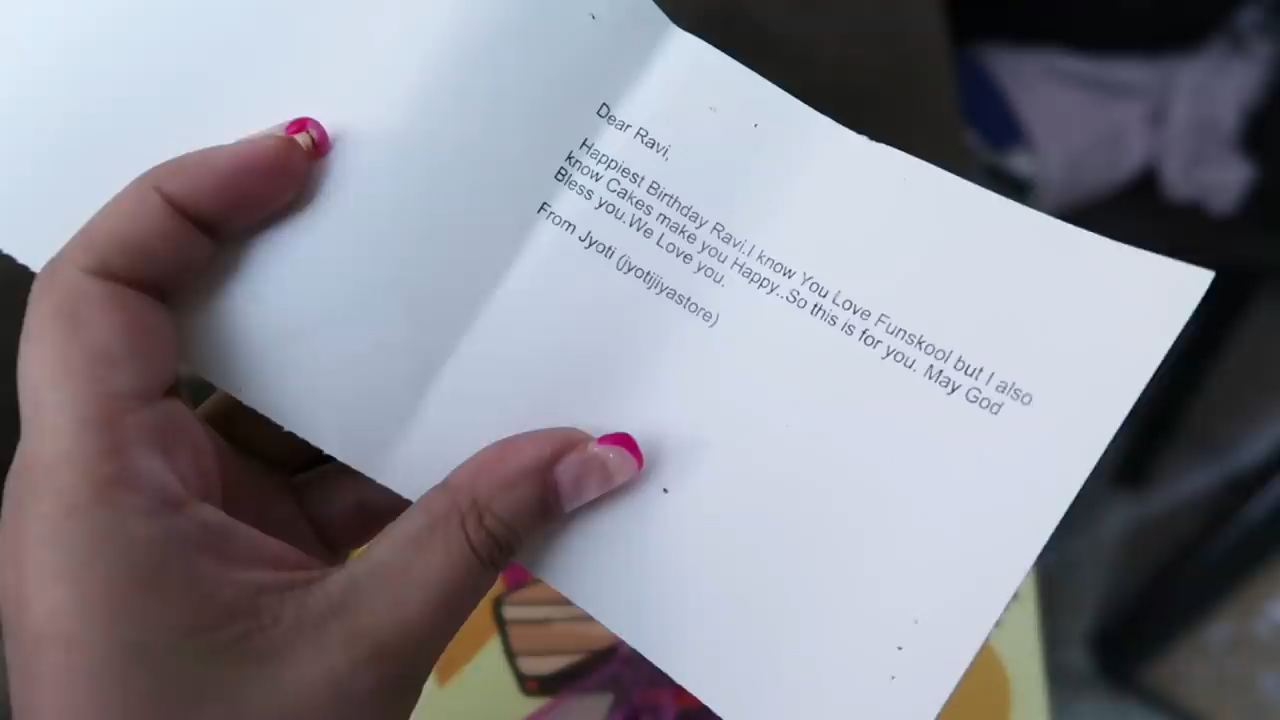 Dear Ravi,
Happiest Birthday Ravi.I know You Love Funskool but I also
know Cakes make you Happy..So this is for you. May God
Bless you.We Love you.
From Jyoti (jyotijiyastore)